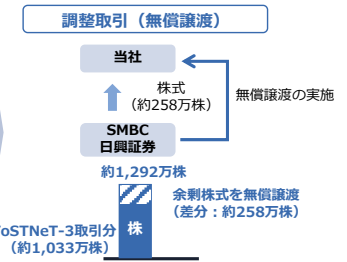 調整取引（無償譲渡）
当社
株式
（約258万株）
無償譲渡の実施
SMBC
日興証券
約1,292万株
余剰株式を無償譲渡
（差分：約258万株）
oSTNeT-3取引分
（約1,033万株）
株